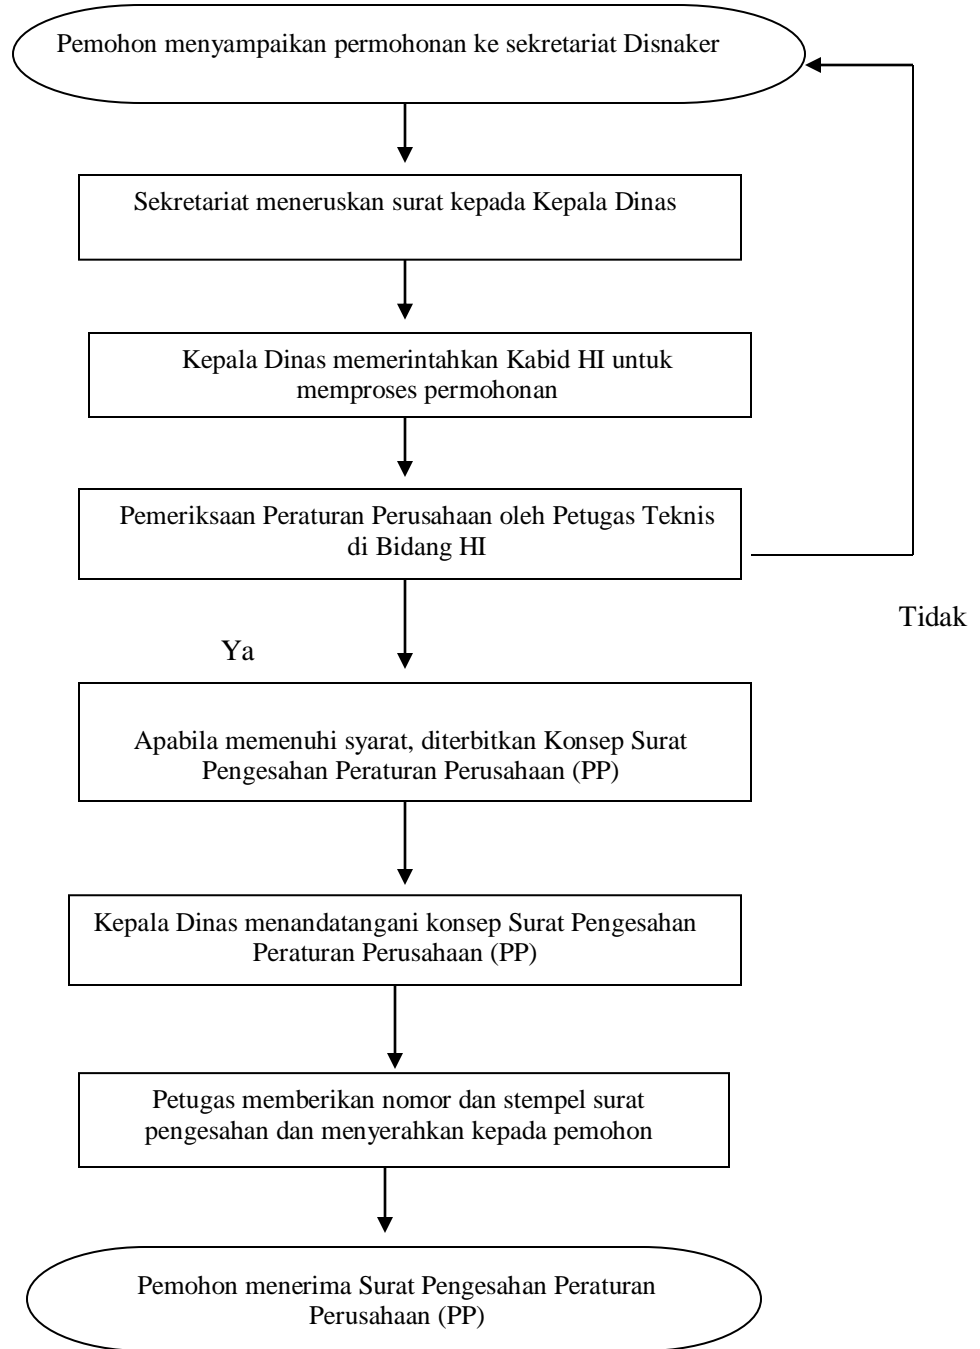 Pemohon menyampaikan permohonan ke sekretariat Disnaker
Sekretariat meneruskan surat kepada Kepala Dinas
Kepala Dinas memerintahkan Kabid HI untuk
memproses permohonan
Pemeriksaan Peraturan Perusahaan oleh Petugas Teknis
di Bidang HI
Tidak
Ya
Apabila memenuhi syarat, diterbitkan Konsep Surat
Pengesahan Peraturan Perusahaan (PP)
Kepala Dinas menandatangani konsep Surat Pengesahan
Peraturan Perusahaan (PP)
Petugas memberikan nomor dan stempel surat
pengesahan dan menyerahkan kepada pemohon
Pemohon menerima Surat Pengesahan Peraturan
Perusahaan (PP)